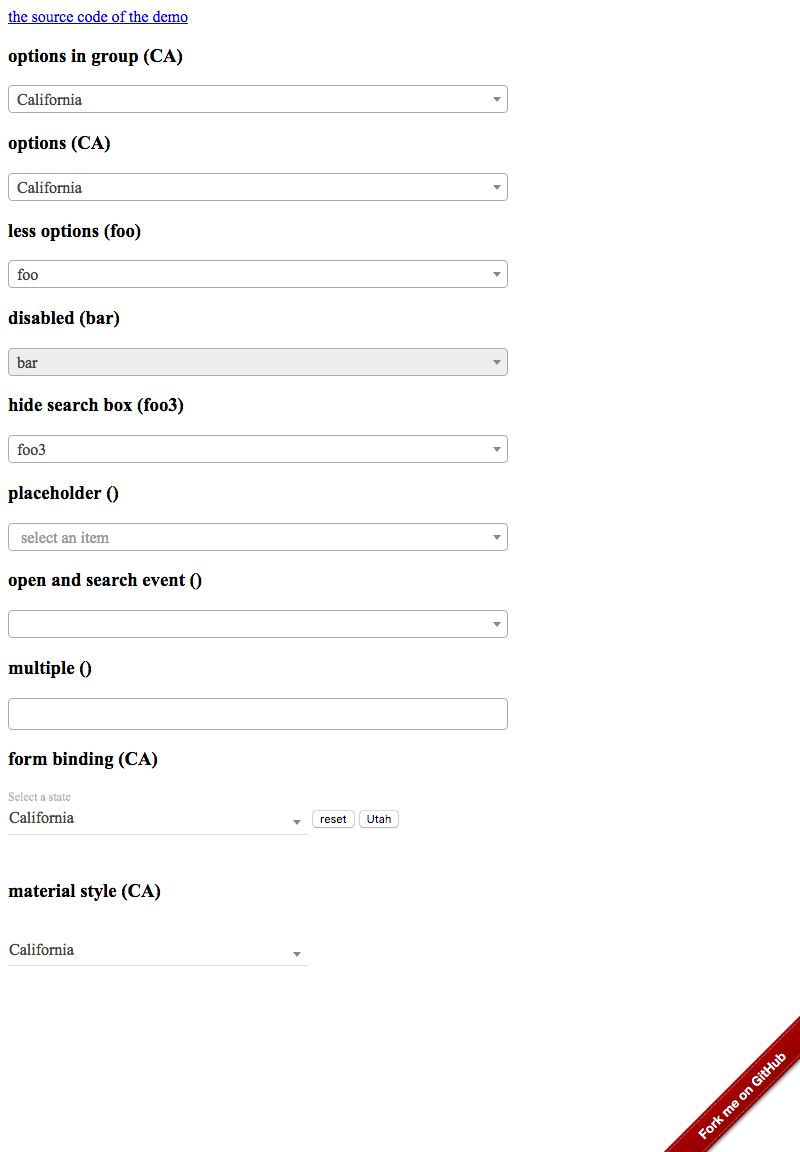 the source code of the demo
options in group (CA)
California
options (CA)
California
less options (foo)
foo
disabled (bar)
bar
hide search box (foo3)
foo3
placeholder ()
select an item
open and search event ()
multiple ()
form binding (CA)
Select a state
California
reset
Utah
material style (CA)
California
Fork me on GitHub